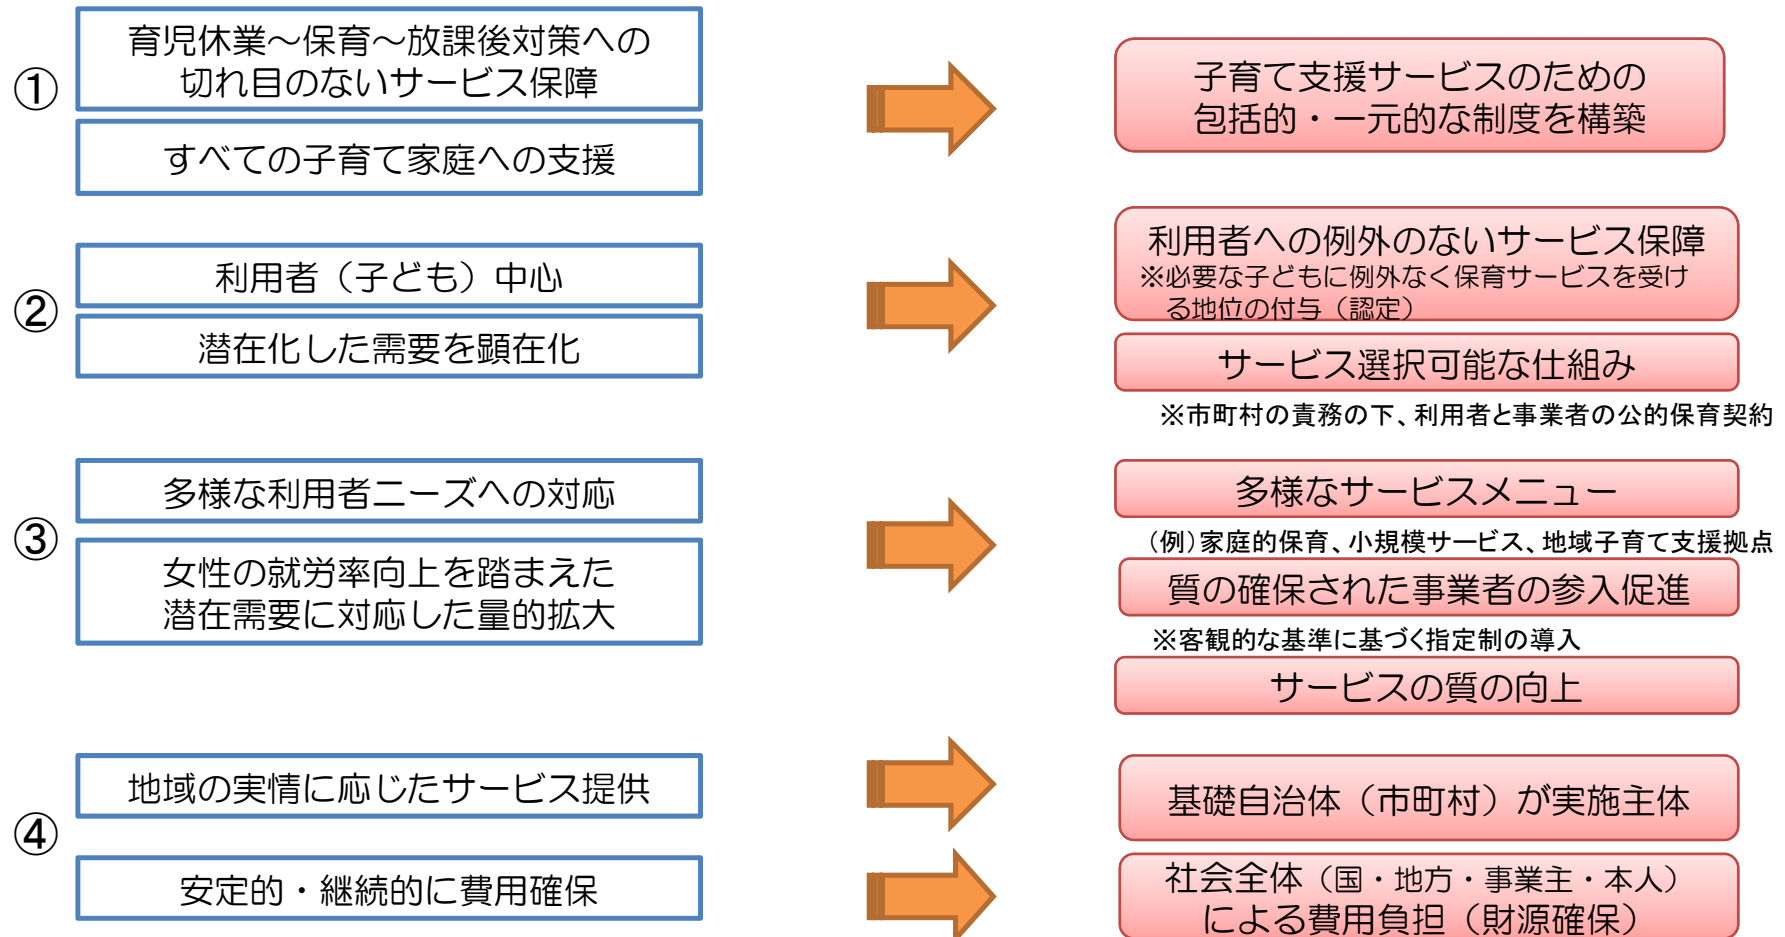 ①
育児休業～保育～放課後対策への
切れ目のないサービス保障
すべての子育て家庭への支援
子育て支援サービスのための
包括的・一元的な制度を構築
②
利用者（子ども）中心
潜在化した需要を顕在化
利用者への例外のないサービス保障
※必要な子どもに例外なく保育サービスを受け
る地位の付与（認定）
サービス選択可能な仕組み
※市町村の責務の下、利用者と事業者の公的保育契約
③
多様な利用者ニーズへの対応
女性の就労率向上を踏まえた
潜在需要に対応した量的拡大
多様なサービスメニュー
（例）家庭的保育、小規模サービス、地域子育て支援拠点
質の確保された事業者の参入促進
※客観的な基準に基づく指定制の導入
サービスの質の向上
④
地域の実情に応じたサービス提供
基礎自治体（市町村）が実施主体
安定的・継続的に費用確保
社会全体（国・地方・事業主・本人）
による費用負担（財源確保）